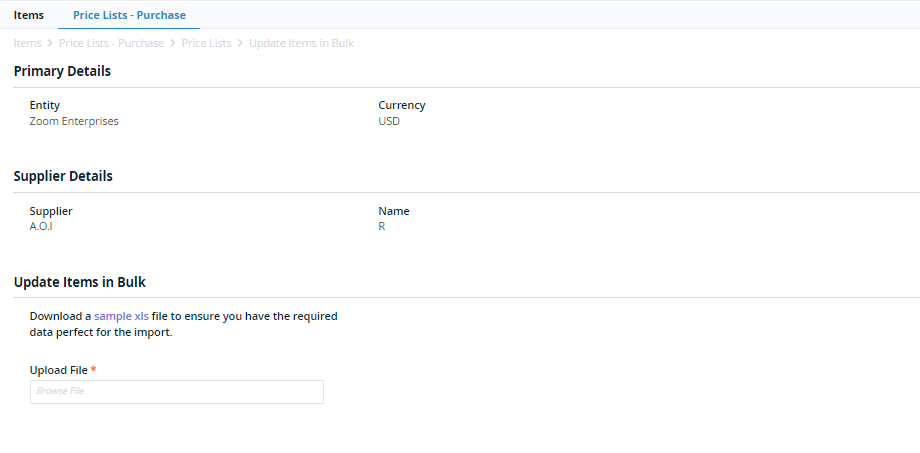 Items Price Lists - Purchase
Items > Price Lists - Purchase > Price Lists > Update Items in Bulk
Primary Details
Entity Currency
Zoom Enterprises USD
Supplier Details
Supplier Name
A.O.I R
Update Items in Bulk
Download a sample xls file to ensure you have the required
data perfect for the import.
Upload File *
Browse File